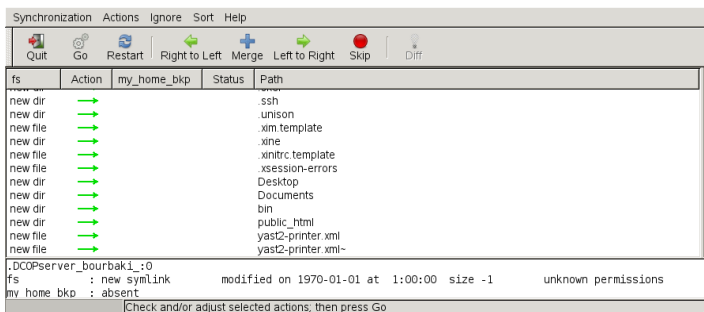 Synchronization Actions Ignore Sort Help
Quit Go Restart Right to Left Merge Left to Right Skip Diff
fs Action my_home_bkp Status Path
new dir .ssh
new dir .unison
new file .xim.template
new dir .xine
new file .xinitrc.template
new file .xsession-errors
new dir Desktop
new dir Documents
new dir bin
new dir public_html
new file yast2-printer.xml
new file yast2-printer.xml~
.DCOPserver_bourbaki_:0
fs : new symlink modified on 1970-01-01 at 1:00:00 size -1 unknown permissions
my_home_bkp : absent
Check and/or adjust selected actions; then press Go